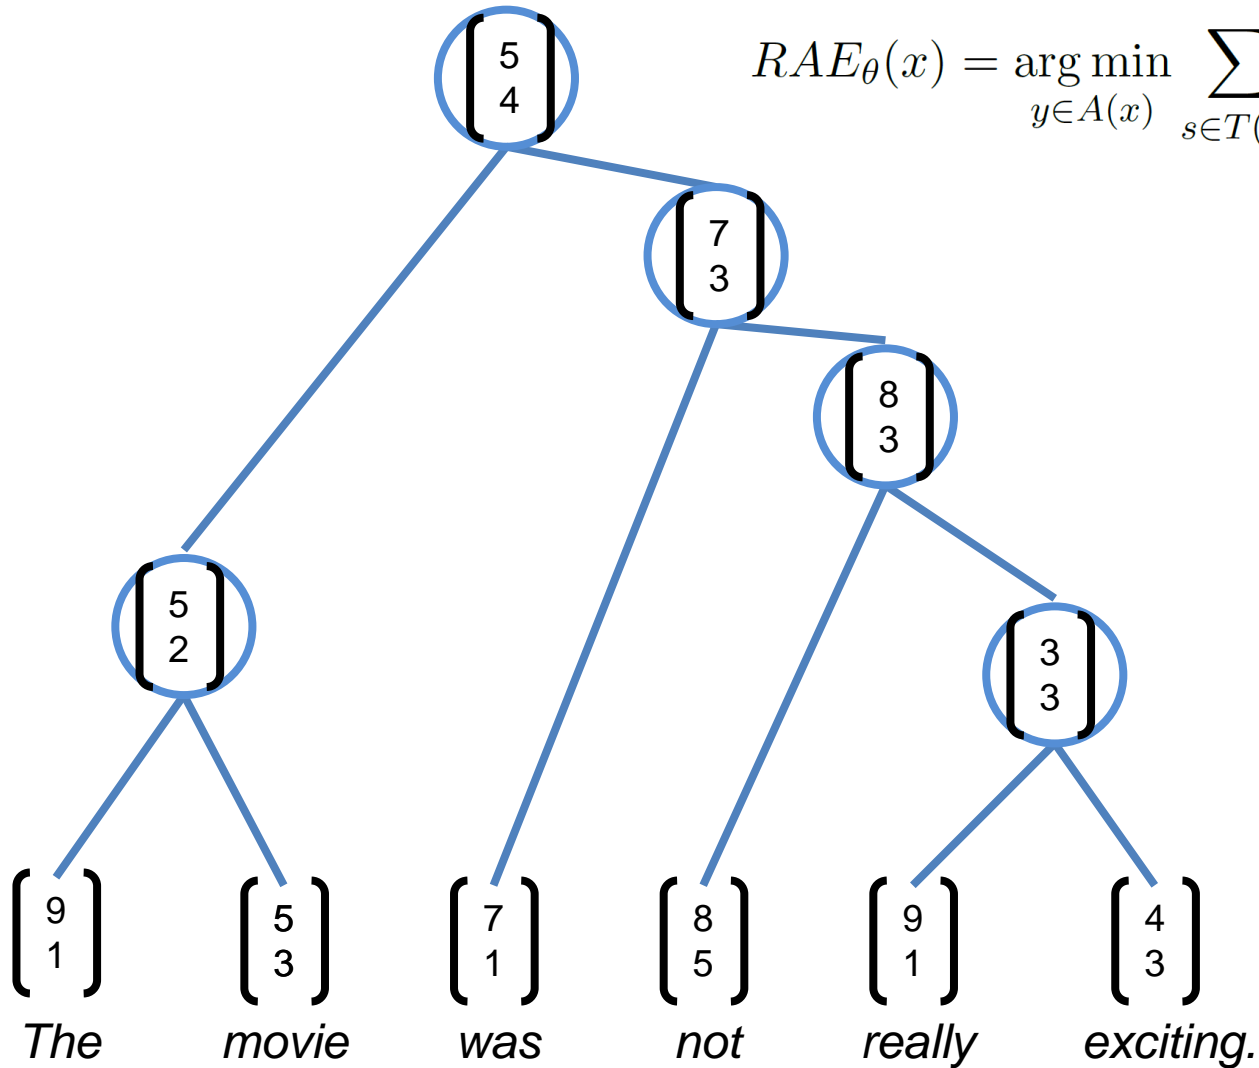 5
4
RAE_θ(x) = arg min ∑
y∈A(x) s∈T(
7
3
8
3
5
2
3
3
9 5 7 8 9 4
1 3 1 5 1 3
The movie was not really exciting.